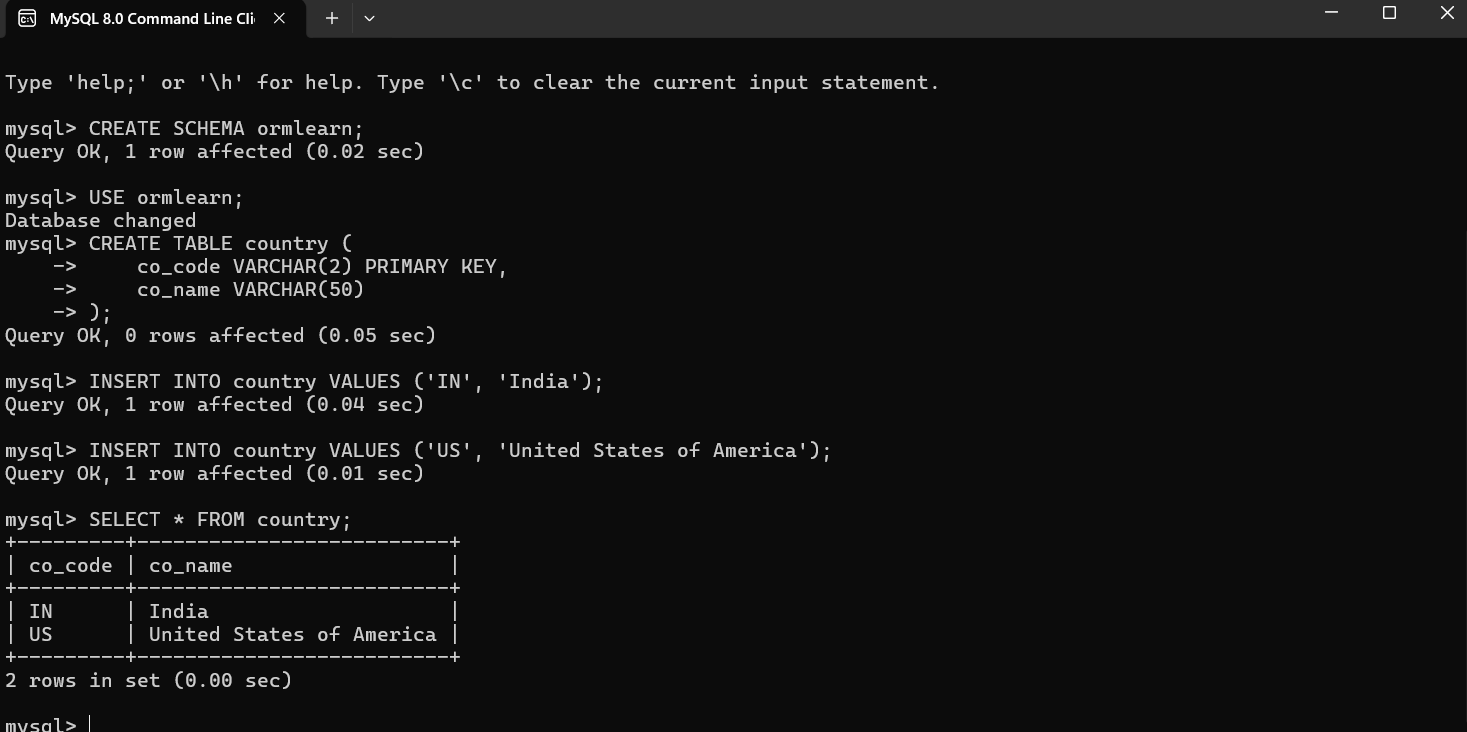 MySQL 8.0 Command Line Cli
Type 'help;' or '\h' for help. Type '\c' to clear the current input statement.
mysql> CREATE SCHEMA ormlearn;
Query OK, 1 row affected (0.02 sec)
mysql> USE ormlearn;
Database changed
mysql> CREATE TABLE country (
    ->     co_code VARCHAR(2) PRIMARY KEY,
    ->     co_name VARCHAR(50)
    -> );
Query OK, 0 rows affected (0.05 sec)
mysql> INSERT INTO country VALUES ('IN', 'India');
Query OK, 1 row affected (0.04 sec)
mysql> INSERT INTO country VALUES ('US', 'United States of America');
Query OK, 1 row affected (0.01 sec)
mysql> SELECT * FROM country;
+---------+--------------------------+
| co_code | co_name                  |
+---------+--------------------------+
| IN      | India                    |
| US      | United States of America |
+---------+--------------------------+
2 rows in set (0.00 sec)
mysql>